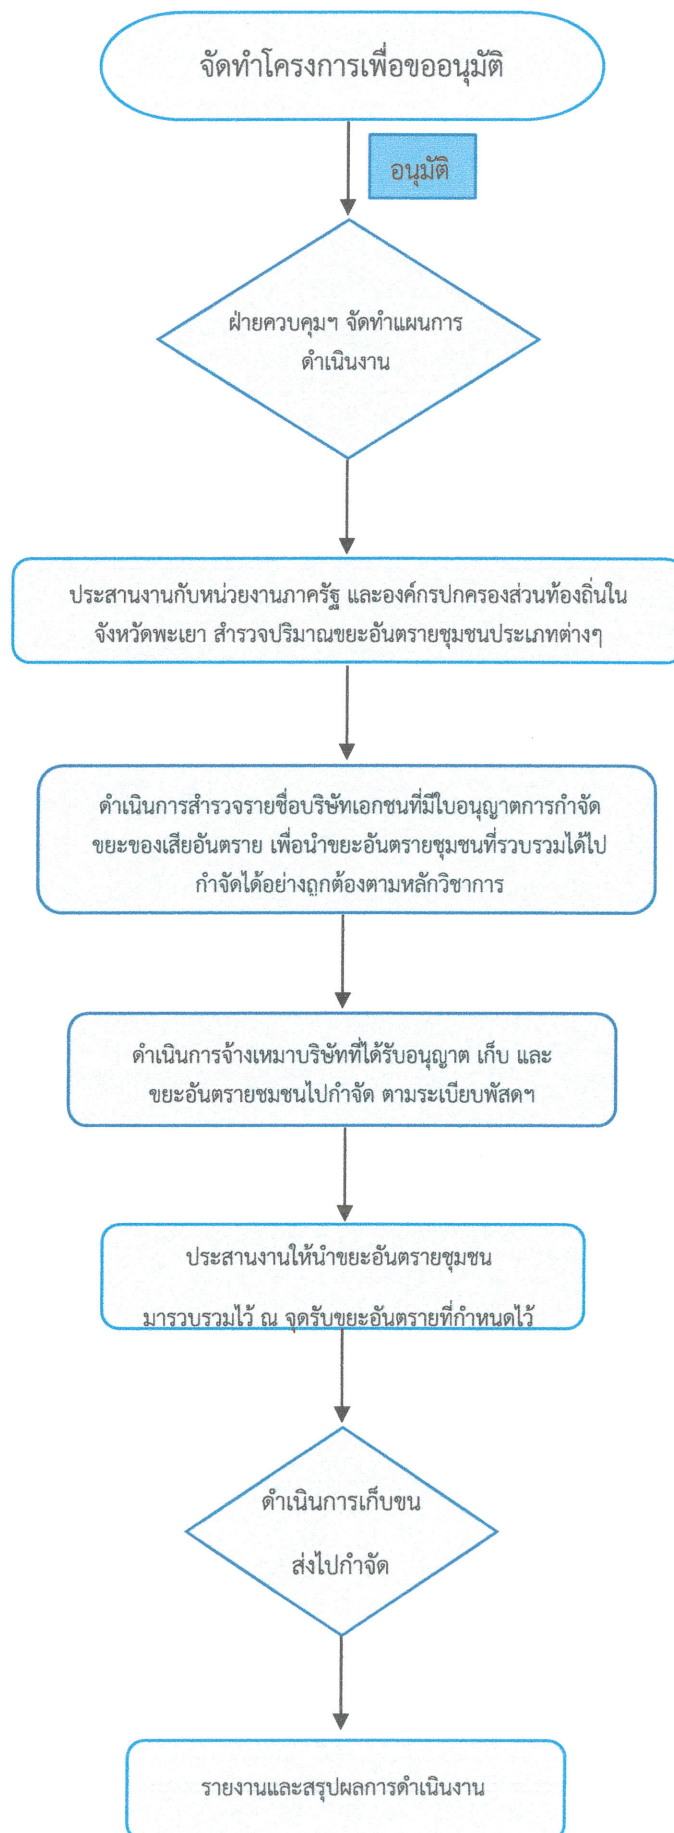 จัดทำโครงการเพื่อขออนุมัติ
อนุมัติ
ฝ่ายควบคุมฯ จัดทำแผนการ
ดำเนินงาน
ประสานงานกับหน่วยงานภาครัฐ และองค์กรปกครองส่วนท้องถิ่นใน
จังหวัดพะเยา สำรวจปริมาณขยะอันตรายชุมชนประเภทต่างๆ
ดำเนินการสำรวจรายชื่อบริษัทเอกชนที่มีใบอนุญาตการกำจัด
ขยะของเสียอันตราย เพื่อนำขยะอันตรายชุมชนที่รวบรวมได้ไป
กำจัดได้อย่างถูกต้องตามหลักวิชาการ
ดำเนินการจ้างเหมาบริษัทที่ได้รับอนุญาต เก็บ และ
ขยะอันตรายชุมชนไปกำจัด ตามระเบียบพัสดุฯ
ประสานงานให้นำขยะอันตรายชุมชน
มารวบรวมไว้ ณ จุดรับขยะอันตรายที่กำหนดไว้
ดำเนินการเก็บขน
ส่งไปกำจัด
รายงานและสรุปผลการดำเนินงาน